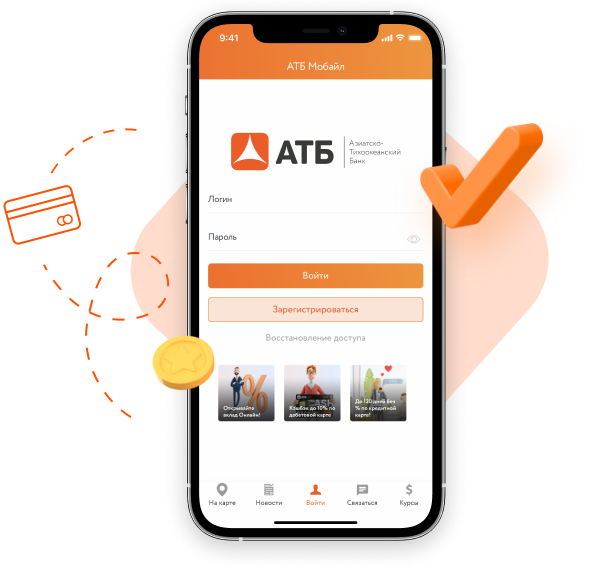 9:41
АТБ Мобайл
АТБ
Азиатско-
Тихоокеанский
Банк
Логин
Пароль
Войти
Зарегистрироваться
Восстановление доступа
Открывайте
вклад Онлайн!
Кэшбэк до 10% по
дебетовой карте
До 120 дней без
% по кредитной
карте!
На карте
Новости
Войти
Связаться
Курсы